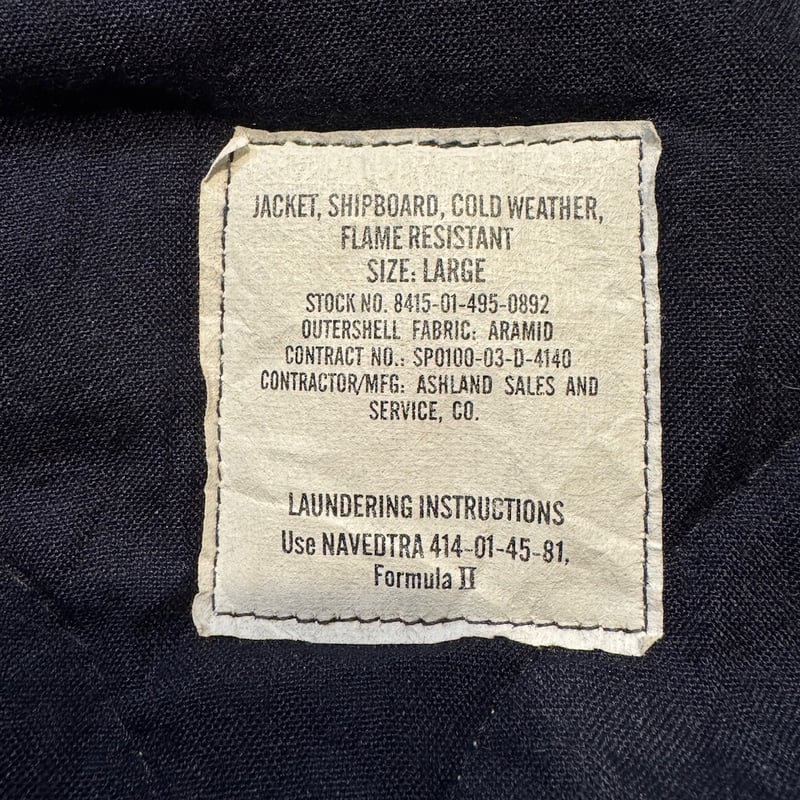 JACKET, SHIPBOARD, COLD WEATHER,
FLAME RESISTANT
SIZE: LARGE
STOCK NO. 8415-01-495-0892
OUTERSHELL FABRIC: ARAMID
CONTRACT NO.: SPO100-03-D-4140
CONTRACTOR/MFG: ASHLAND SALES AND
SERVICE, CO.
LAUNDERING INSTRUCTIONS
Use NAVEDTRA 414-01-45-81,
Formula II